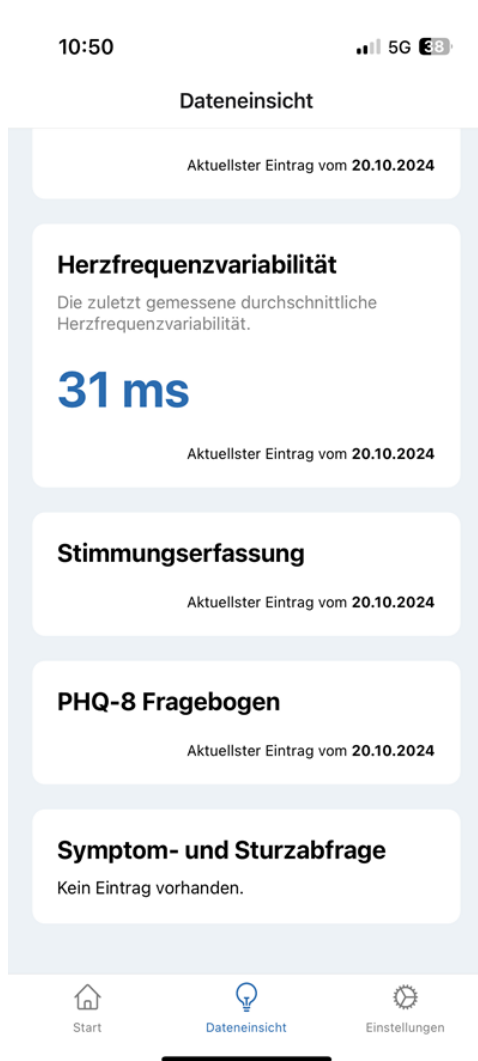 10:50 5G 38
Dateneinsicht
Aktuellster Eintrag vom 20.10.2024
Herzfrequenzvariabilität
Die zuletzt gemessene durchschnittliche
Herzfrequenzvariabilität.
31 ms
Aktuellster Eintrag vom 20.10.2024
Stimmungserfassung
Aktuellster Eintrag vom 20.10.2024
PHQ-8 Fragebogen
Aktuellster Eintrag vom 20.10.2024
Symptom- und Sturzabfrage
Kein Eintrag vorhanden.
Start Dateneinsicht Einstellungen